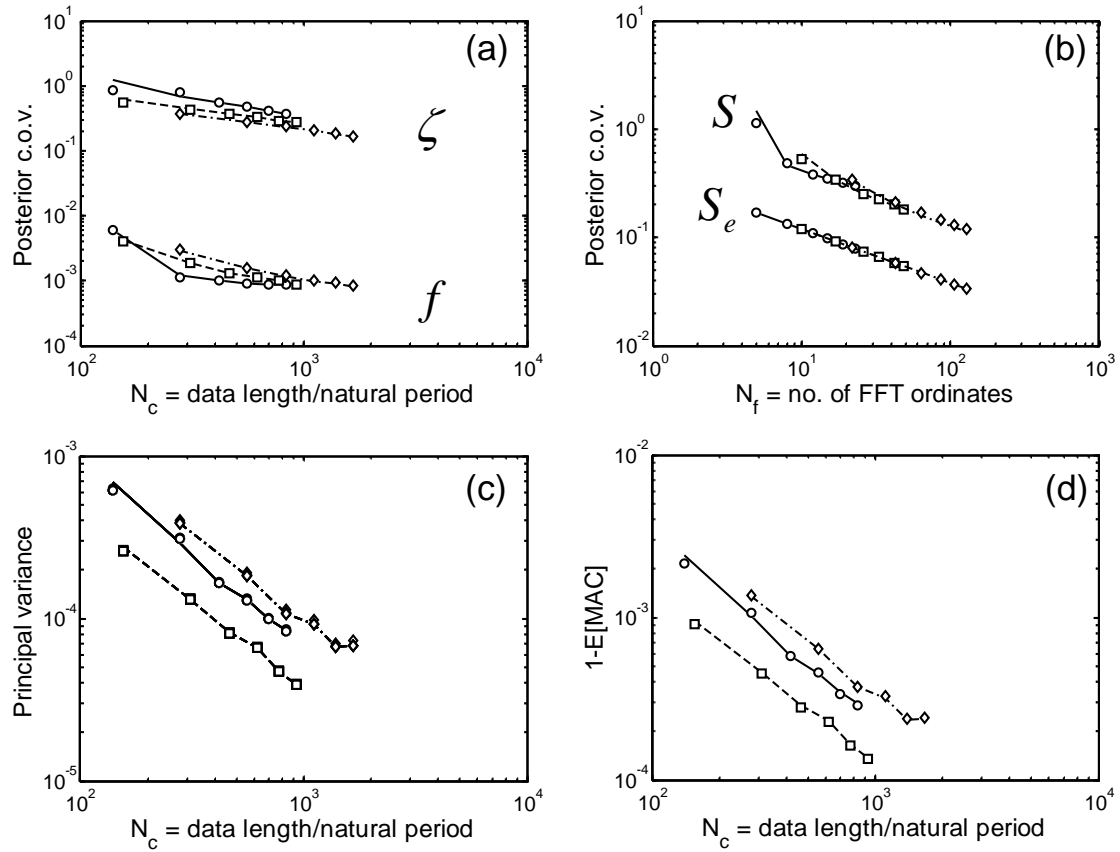 (a)
Posterior c.o.v.
10^1
10^0
10^-1
10^-2
10^-3
10^-4
ζ
f
10^2
10^3
10^4
N_c = data length/natural period
(b)
Posterior c.o.v.
10^1
10^0
10^-1
10^-2
S
S_e
10^0
10^1
10^2
10^3
N_f = no. of FFT ordinates
(c)
Principal variance
10^-3
10^-4
10^-5
10^2
10^3
10^4
N_c = data length/natural period
(d)
1-E[MAC]
10^-2
10^-3
10^-4
10^2
10^3
10^4
N_c = data length/natural period